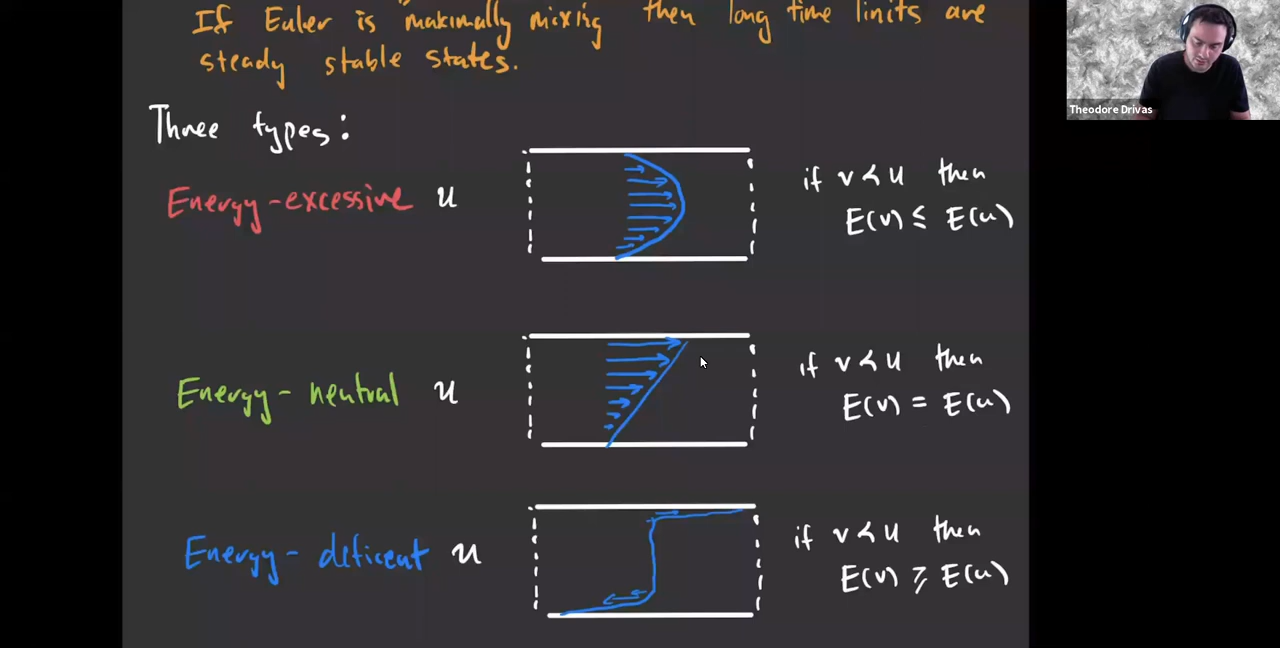 If Euler is "maximally mixing then long time limits are
steady stable states.
Theodore Drivas
Three types:
Energy-excessive u
if v ≺ u then
E(v) ≤ E(u)
Energy-neutral u
if v ≺ u then
E(v) = E(u)
Energy-deficent u
if v ≺ u then
E(v) ≥ E(u)